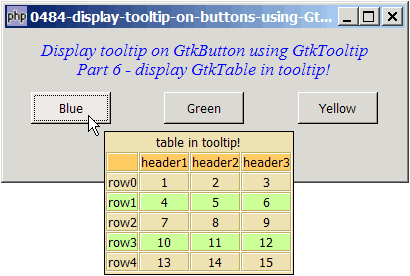 php 0484-display-tooltip-on-buttons-using-Gt...
Display tooltip on GtkButton using GtkTooltip
Part 6 - display GtkTable in tooltip!
Blue Green Yellow
table in tooltip!
header1 header2 header3
row0 1 2 3
row1 4 5 6
row2 7 8 9
row3 10 11 12
row4 13 14 15